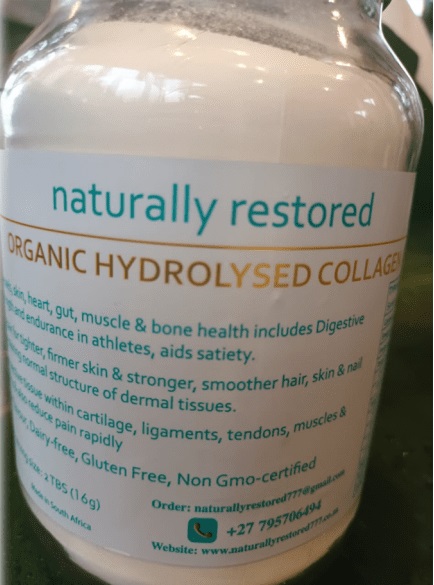 naturally restored
ORGANIC HYDROLYSED COLLAGEN
skin, heart, gut, muscle & bone health includes Digestive
and endurance in athletes, aids satiety.
tighter, firmer skin & stronger, smoother hair, skin & nail
normal structure of dermal tissues.
tissue within cartilage, ligaments, tendons, muscles &
reduce pain rapidly
Dairy-free, Gluten Free, Non Gmo-certified
size: 2 TBS (16g)
Made in South Africa
Order: naturallyrestored777@gmail.com
+27 795706494
Website: www.naturallyrestored777.co.za